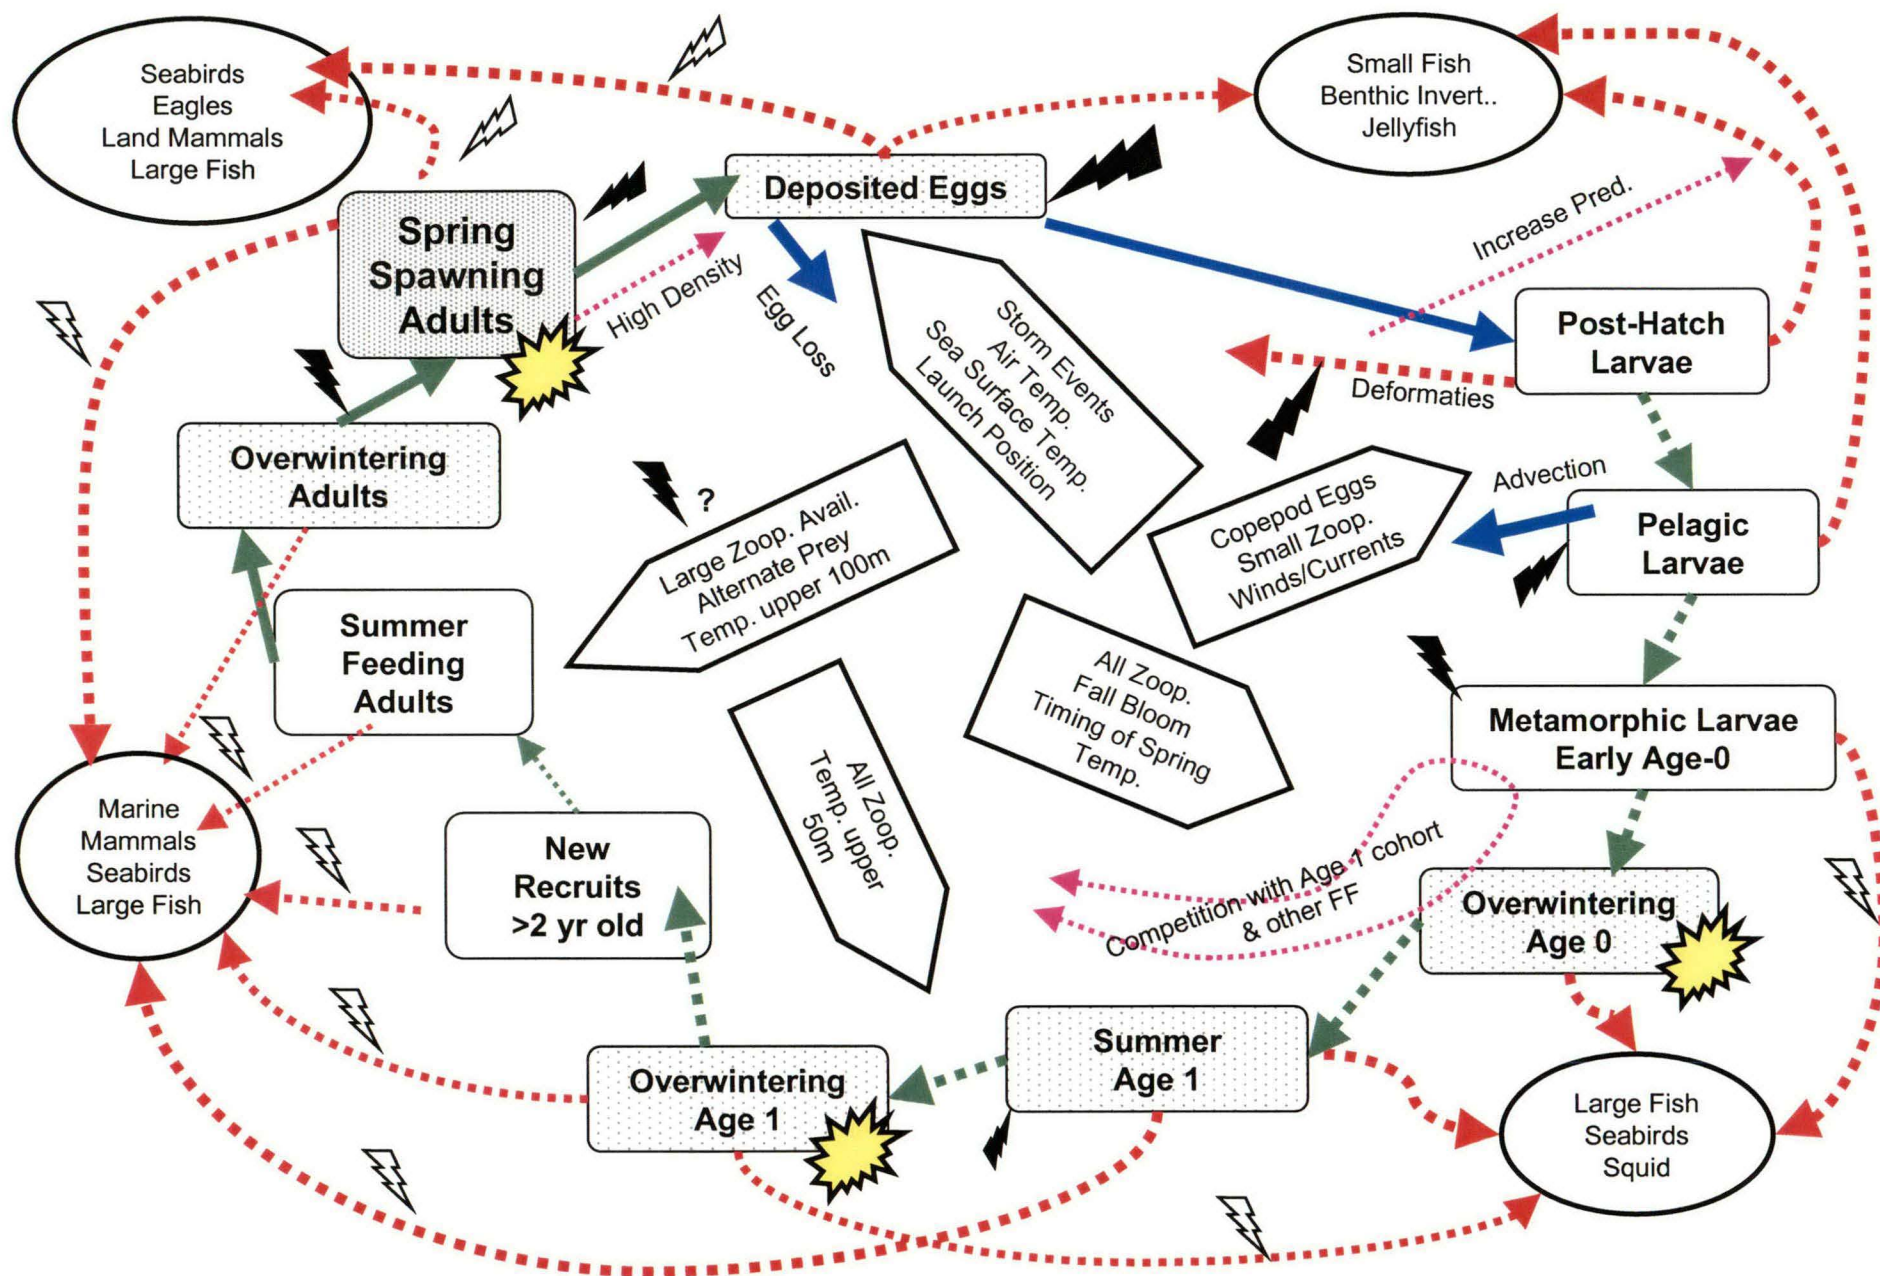 Seabirds
Eagles
Land Mammals
Large Fish
Small Fish
Benthic Invert..
Jellyfish
Deposited Eggs
Spring
Spawning
Adults
High Density
Egg Loss
Increase Pred.
Post-Hatch
Larvae
Deformaties
Storm Events
Air Temp.
Sea Surface Temp.
Launch Position
Overwintering
Adults
?
Large Zoop. Avail.
Alternate Prey
Temp. upper 100m
Copepod Eggs
Small Zoop.
Winds/Currents
Advection
Pelagic
Larvae
Summer
Feeding
Adults
All Zoop.
Fall Bloom
Timing of Spring
Temp.
Metamorphic Larvae
Early Age-0
All Zoop.
Temp. upper
50m
Marine
Mammals
Seabirds
Large Fish
New
Recruits
>2 yr old
Competition with Age 1 cohort
& other FF
Overwintering
Age 0
Summer
Age 1
Overwintering
Age 1
Large Fish
Seabirds
Squid